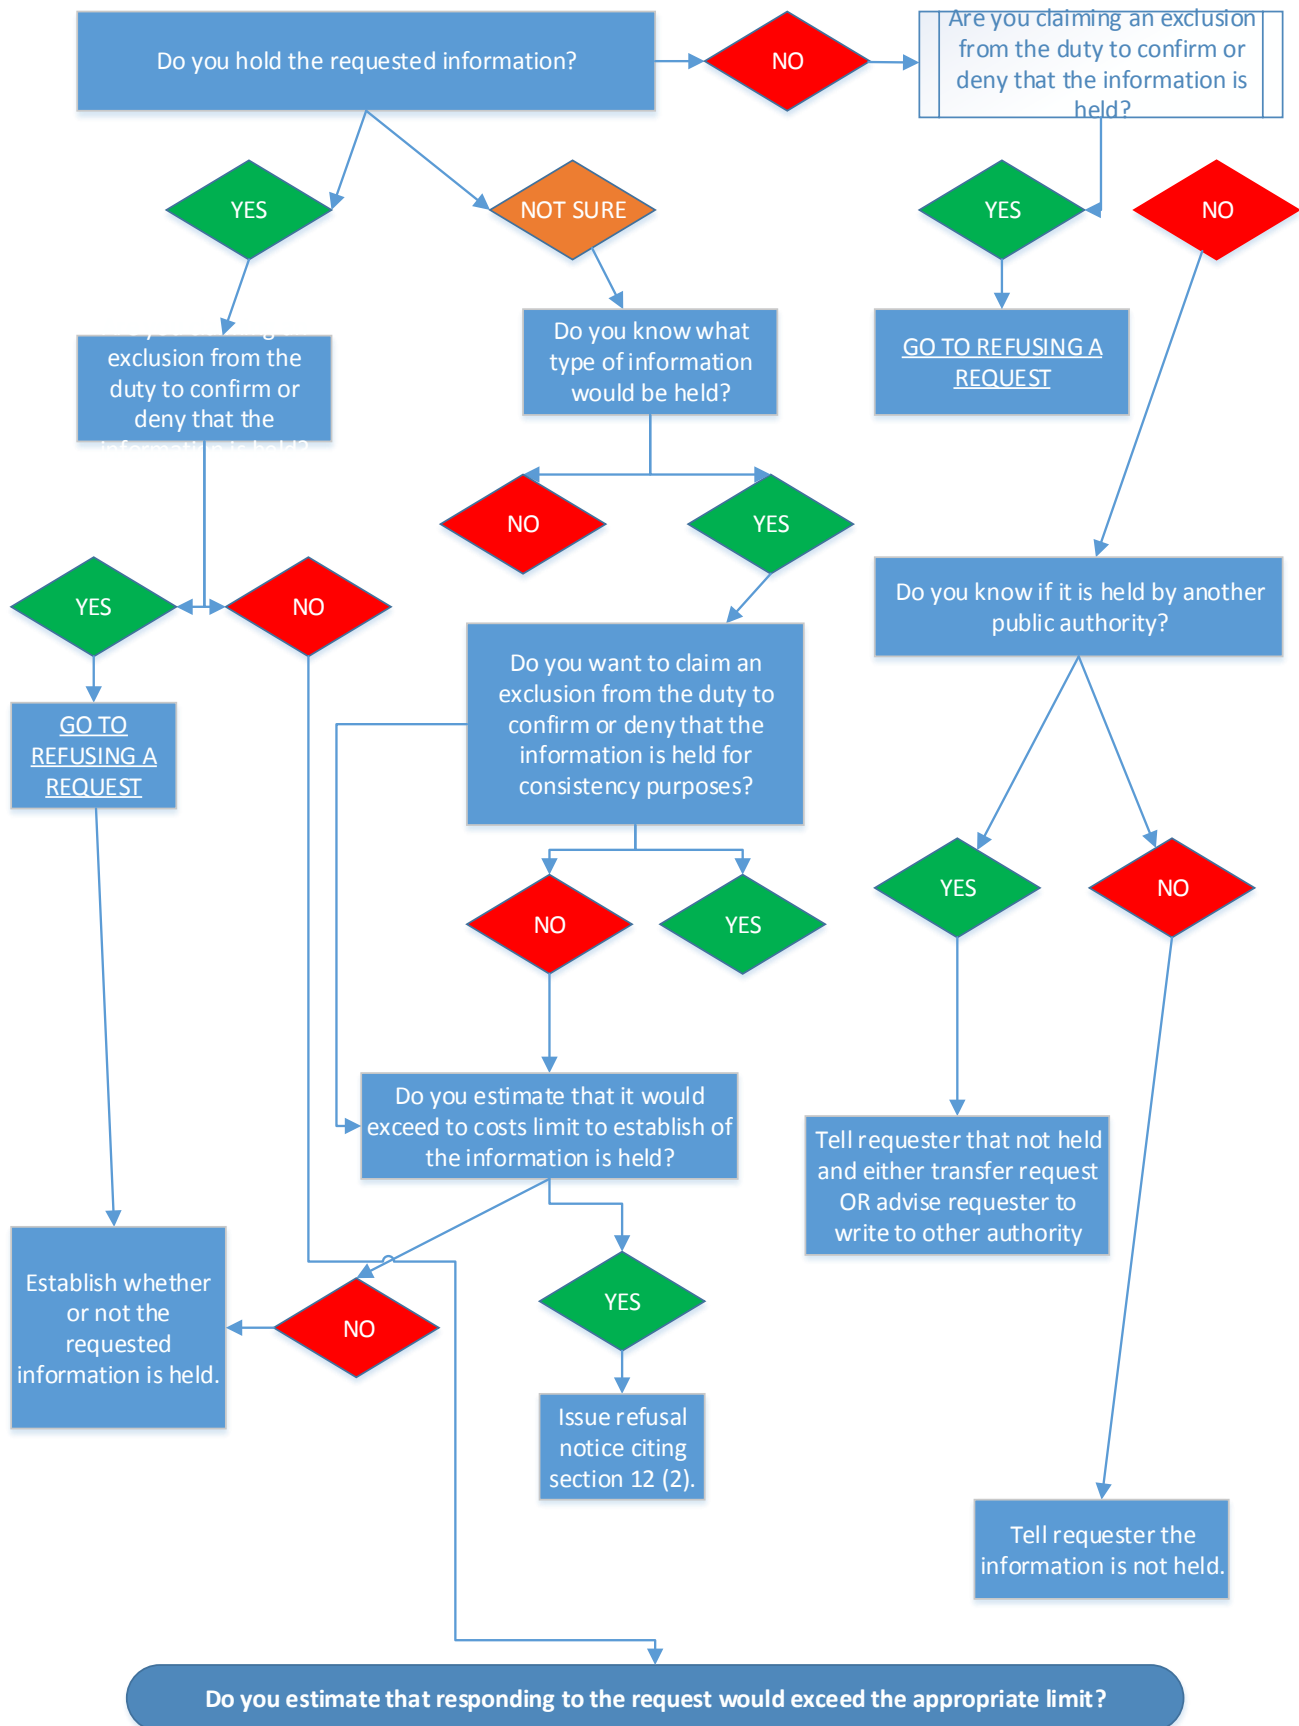 Do you hold the requested information?
NO
Are you claiming an exclusion
from the duty to confirm or
deny that the information is
held?
YES
NOT SURE
YES
NO
exclusion from the
duty to confirm or
deny that the
information is held?
Do you know what
type of information
would be held?
GO TO REFUSING A
REQUEST
NO
YES
YES
NO
Do you know if it is held by another
public authority?
Do you want to claim an
exclusion from the duty to
confirm or deny that the
information is held for
consistency purposes?
GO TO
REFUSING A
REQUEST
NO
YES
YES
NO
Do you estimate that it would
exceed to costs limit to establish of
the information is held?
Tell requester that not held
and either transfer request
OR advise requester to
write to other authority
Establish whether
or not the
requested
information is held.
NO
YES
Issue refusal
notice citing
section 12 (2).
Tell requester the
information is not held.
Do you estimate that responding to the request would exceed the appropriate limit?